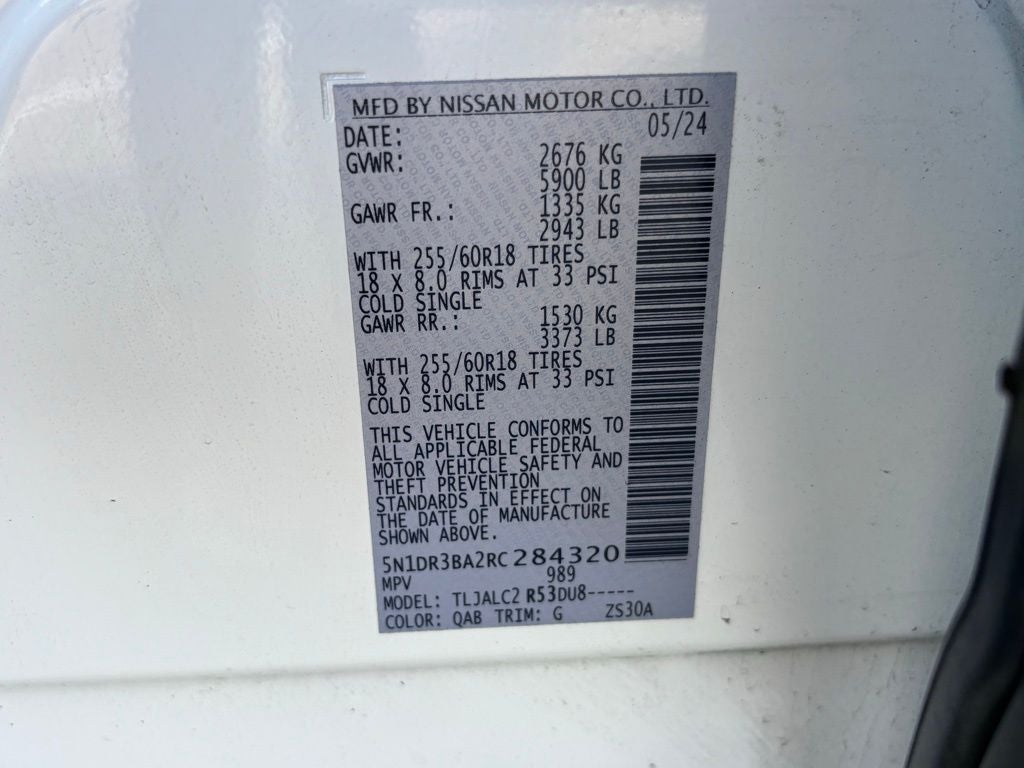 MFD BY NISSAN MOTOR CO., LTD.
DATE: 05/24
GVWR: 2676 KG
5900 LB
GAWR FR.: 1335 KG
2943 LB
WITH 255/60R18 TIRES
18 X 8.0 RIMS AT 33 PSI
COLD SINGLE
GAWR RR.: 1530 KG
3373 LB
WITH 255/60R18 TIRES
18 X 8.0 RIMS AT 33 PSI
COLD SINGLE
THIS VEHICLE CONFORMS TO
ALL APPLICABLE FEDERAL
MOTOR VEHICLE SAFETY AND
THEFT PREVENTION
STANDARDS IN EFFECT ON
THE DATE OF MANUFACTURE
SHOWN ABOVE.
5N1DR3BA2RC284320
MPV 989
MODEL: TLJALC2 R53DU8-----
COLOR: QAB TRIM: G ZS30A